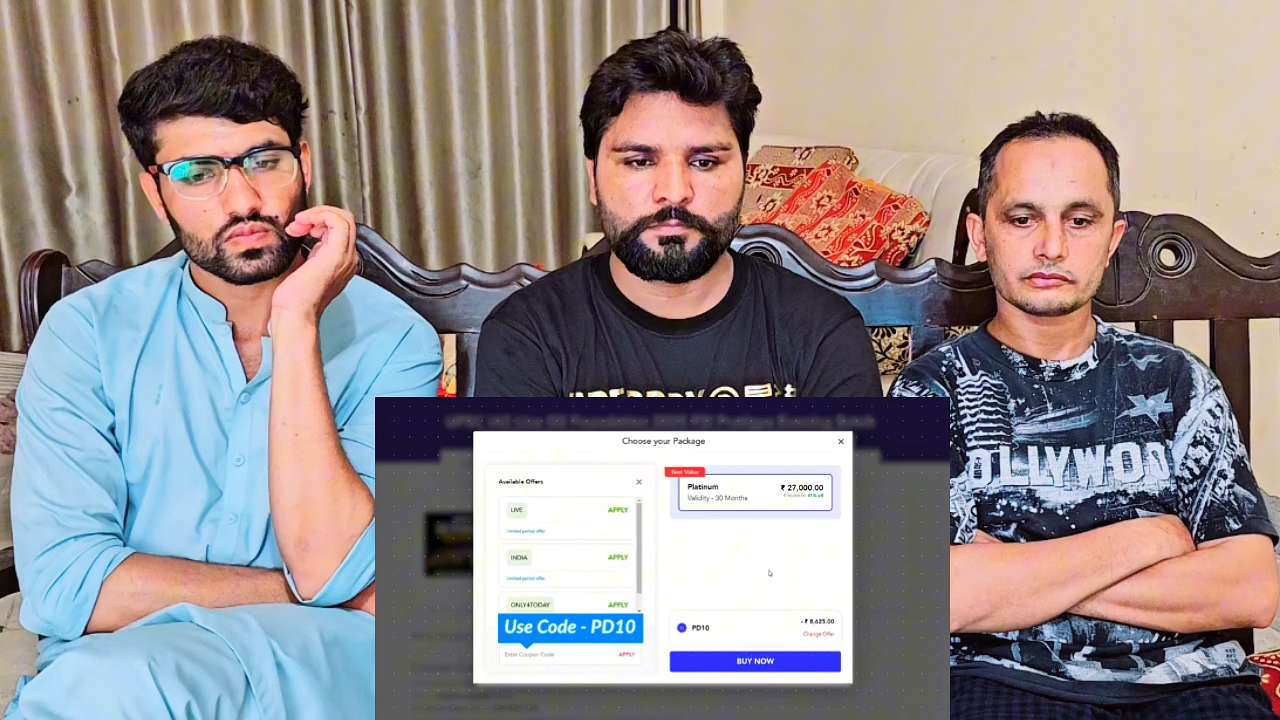 OLLYWOO
Choose your Package
×
Available Offers
×
LIVE
APPLY
Limited period offer
INDIA
APPLY
Limited period offer
ONLY4TODAY
APPLY
Use Code - PD10
Enter Coupon Code
APPLY
Best Value
Platinum
₹ 27,000.00
Validity - 30 Months
61% off
PD10
- ₹ 8,625.00
Change Offer
BUY NOW